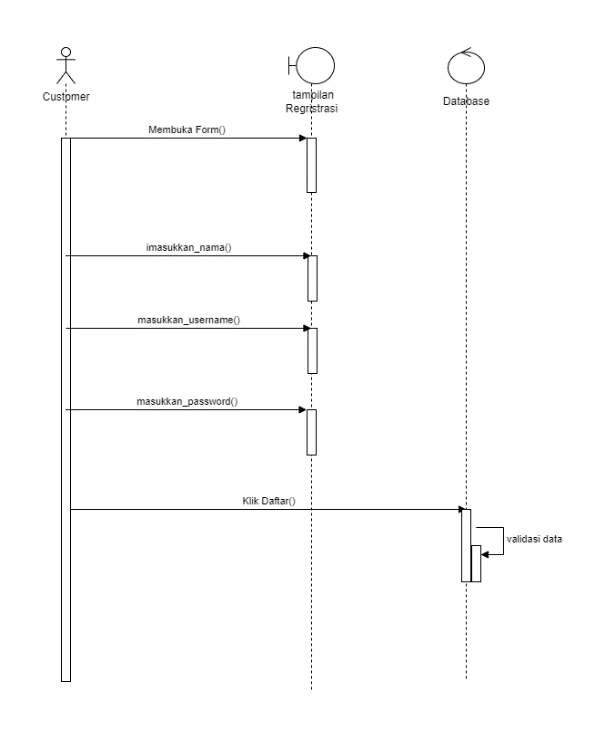 Customer
tampilan
Regristrasi
Database
Membuka Form()
imasukkan_nama()
masukkan_username()
masukkan_password()
Klik Daftar()
validasi data